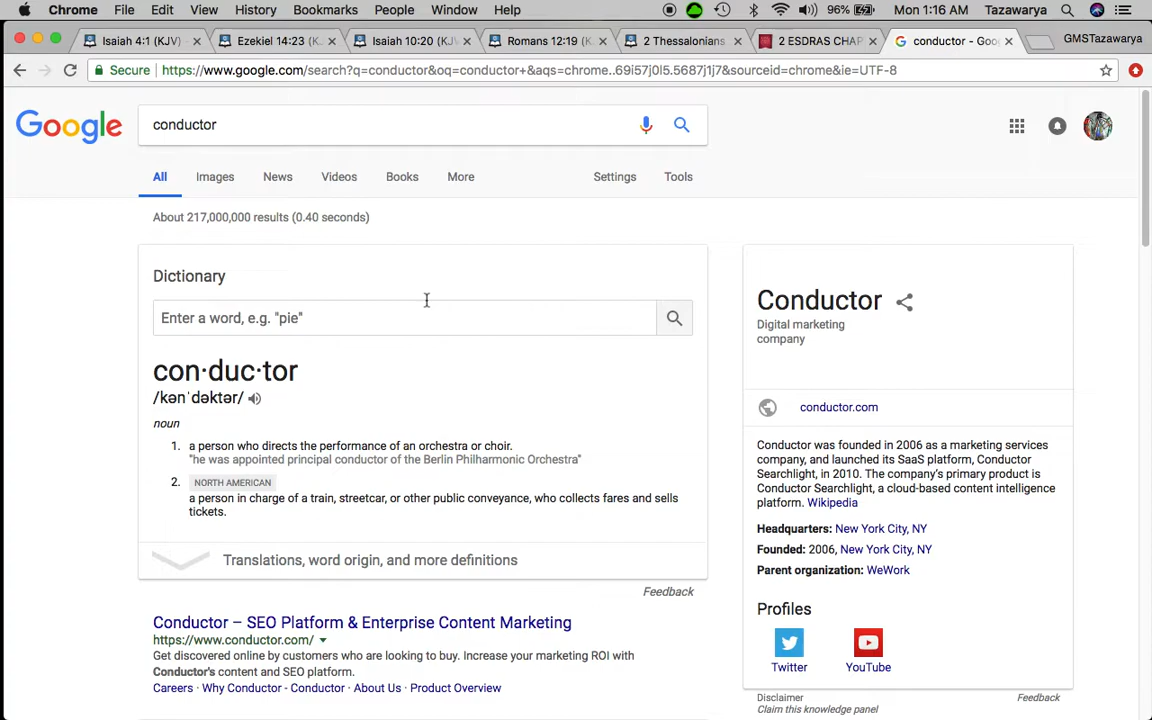 Chrome File Edit View History Bookmarks People Window Help 96% Mon 1:16 AM Tazawarya
Isaiah 4:1 (KJV) Ezekiel 14:23 (K Isaiah 10:20 (KJV Romans 12:19 (K 2 Thessalonians 2 ESDRAS CHAP conductor - Goo GMSTazawarya
Secure https://www.google.com/search?q=conductor&oq=conductor+&aqs=chrome..69i57j0l5.5687j1j7&sourceid=chrome&ie=UTF-8
Google conductor
All Images News Videos Books More Settings Tools
About 217,000,000 results (0.40 seconds)
Dictionary
Enter a word, e.g. "pie"
con·duc·tor
/kənˈdəktər/
noun
1. a person who directs the performance of an orchestra or choir.
"he was appointed principal conductor of the Berlin Philharmonic Orchestra"
2. NORTH AMERICAN
a person in charge of a train, streetcar, or other public conveyance, who collects fares and sells
tickets.
Translations, word origin, and more definitions
Feedback
Conductor – SEO Platform & Enterprise Content Marketing
https://www.conductor.com/
Get discovered online by customers who are looking to buy. Increase your marketing ROI with
Conductor's content and SEO platform.
Careers · Why Conductor - Conductor · About Us · Product Overview
Conductor
Digital marketing
company
conductor.com
Conductor was founded in 2006 as a marketing services
company, and launched its SaaS platform, Conductor
Searchlight, in 2010. The company's primary product is
Conductor Searchlight, a cloud-based content intelligence
platform. Wikipedia
Headquarters: New York City, NY
Founded: 2006, New York City, NY
Parent organization: WeWork
Profiles
Twitter YouTube
Disclaimer Feedback
Claim this knowledge panel